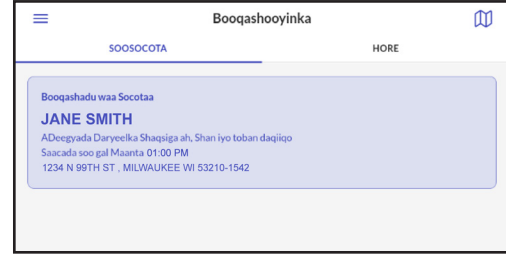 Booqashooyinka
SOOSOCOTA
HORE
Booqashadu waa Socotaa
JANE SMITH
ADeegyada Daryeelka Shaqsiga ah, Shan iyo toban daqiiqo
Saacada soo gal Maanta 01:00 PM
1234 N 99TH ST , MILWAUKEE WI 53210-1542